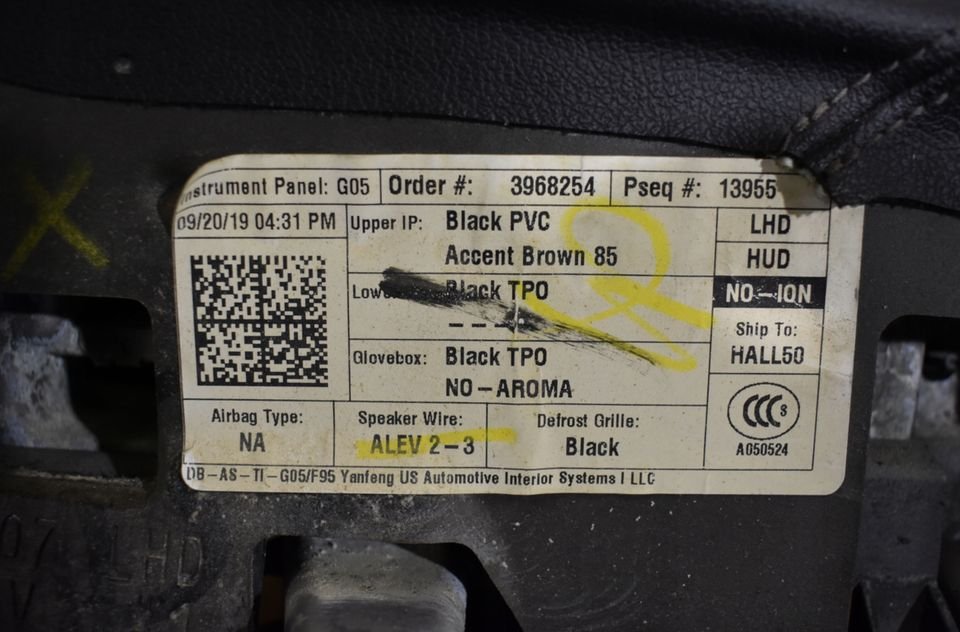 Instrument Panel: G05 Order #: 3968254 Pseq #: 13955
09/20/19 04:31 PM Upper IP: Black PVC LHD
Accent Brown 85 HUD
Black TPO NO-ION
---- Ship To:
Glovebox: Black TPO HALL50
NO-AROMA
CCC S
A050524
Airbag Type: Speaker Wire: Defrost Grille:
NA ALEV 2-3 Black
DB-AS-TI-G05/F95 Yanfeng US Automotive Interior Systems I LLC
07 LHD